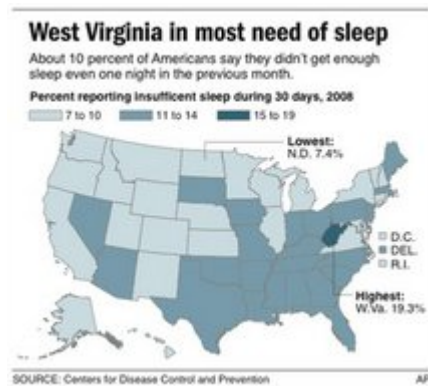 West Virginia in most need of sleep
About 10 percent of Americans say they didn't get enough
sleep even one night in the previous month.
Percent reporting insufficent sleep during 30 days, 2008
7 to 10
11 to 14
15 to 19
Lowest:
N.D. 7.4%
D.C.
DEL.
R.I.
Highest:
W.Va. 19.3%
SOURCE: Centers for Disease Control and Prevention
AP